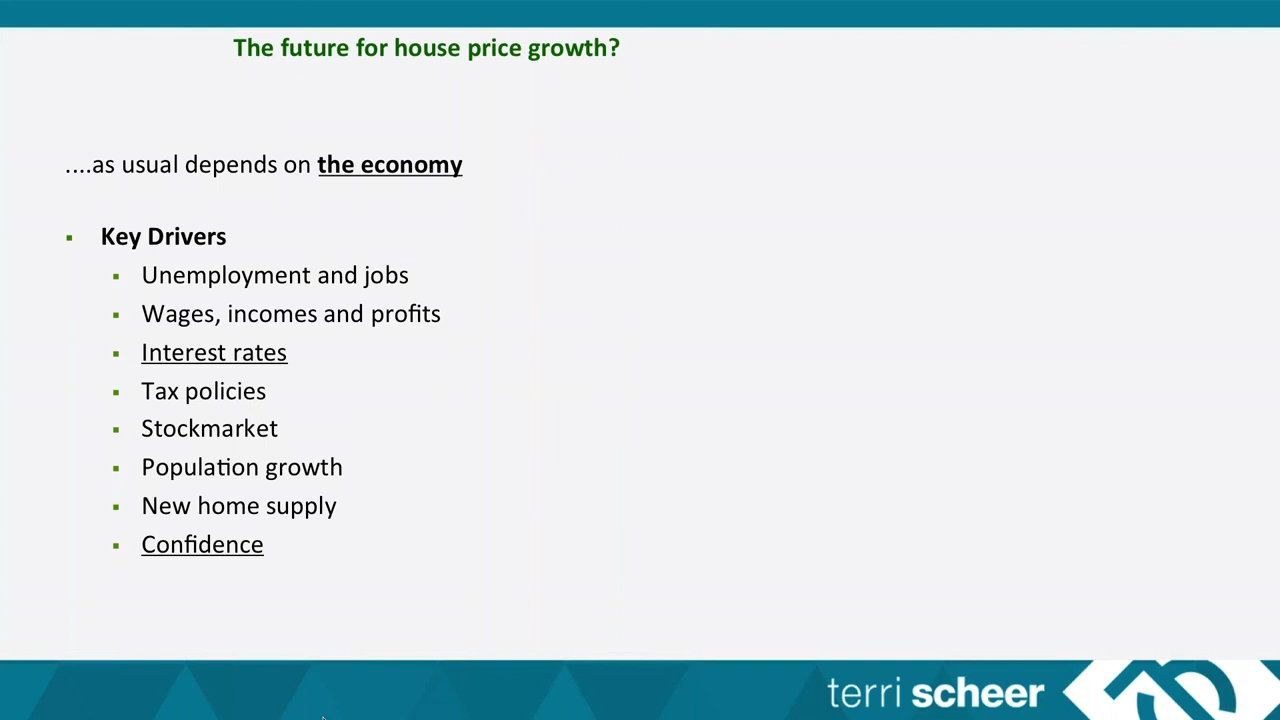 The future for house price growth?
....as usual depends on the economy
Key Drivers
Unemployment and jobs
Wages, incomes and profits
Interest rates
Tax policies
Stockmarket
Population growth
New home supply
Confidence
terri scheer